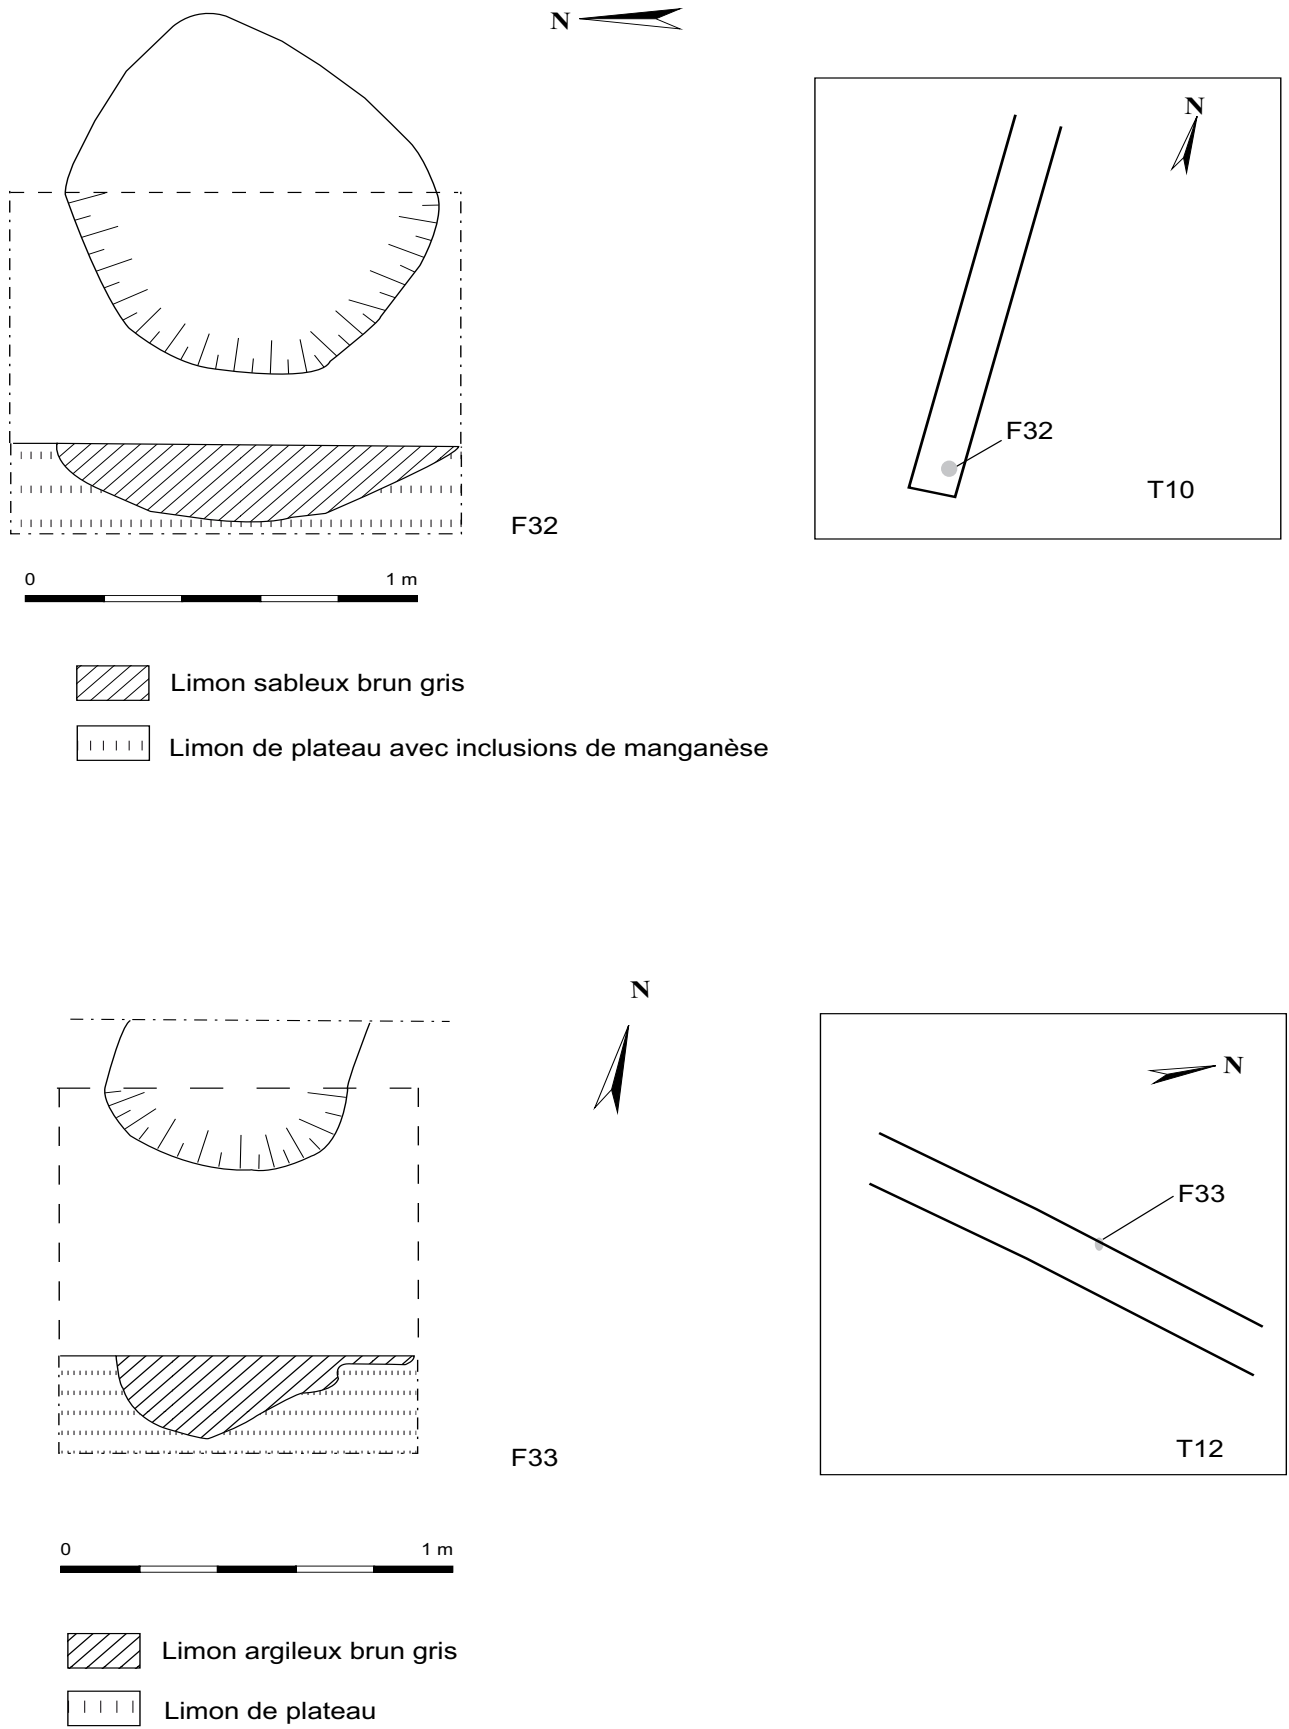 N
N
F32
T10
F32
0 1 m
Limon sableux brun gris
Limon de plateau avec inclusions de manganèse
N
N
F33
T12
F33
0 1 m
Limon argileux brun gris
Limon de plateau